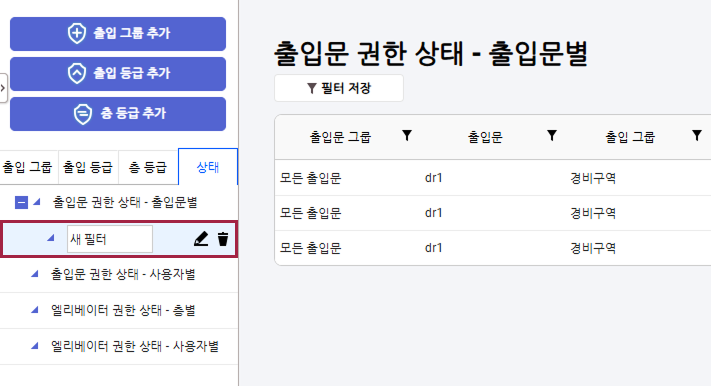 출입 그룹 추가
출입 등급 추가
층 등급 추가
출입 그룹 출입 등급 층 등급 상태
출입문 권한 상태 - 출입문별
새 필터
출입문 권한 상태 - 사용자별
엘리베이터 권한 상태 - 층별
엘리베이터 권한 상태 - 사용자별
출입문 권한 상태 - 출입문별
필터 저장
출입문 그룹 출입문 출입 그룹
모든 출입문 dr1 경비구역
모든 출입문 dr1 경비구역
모든 출입문 dr1 경비구역